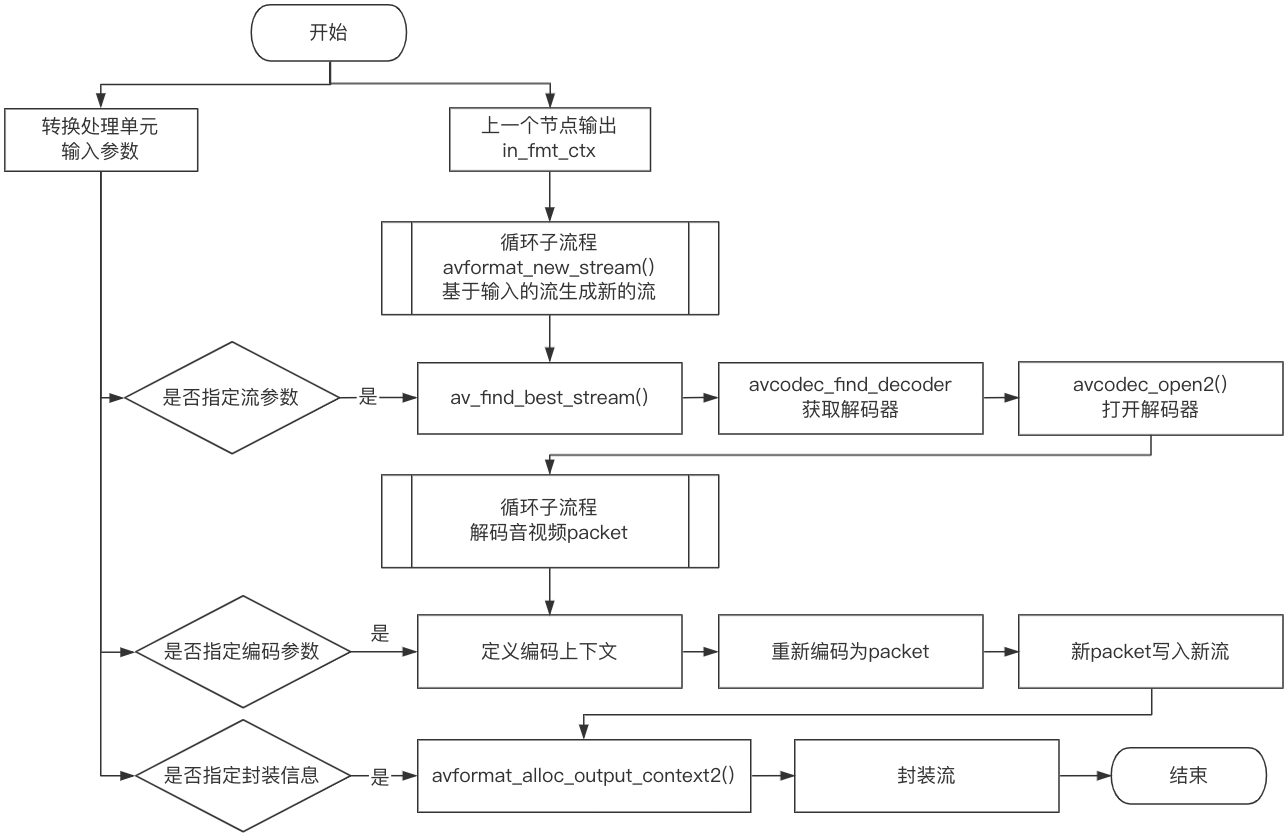 开始
转换处理单元
输入参数
上一个节点输出
in_fmt_ctx
循环子流程
avformat_new_stream()
基于输入的流生成新的流
是否指定流参数
是
av_find_best_stream()
avcodec_find_decoder
获取解码器
avcodec_open2()
打开解码器
循环子流程
解码音视频packet
是否指定编码参数
是
定义编码上下文
重新编码为packet
新packet写入新流
是否指定封装信息
是
avformat_alloc_output_context2()
封装流
结束